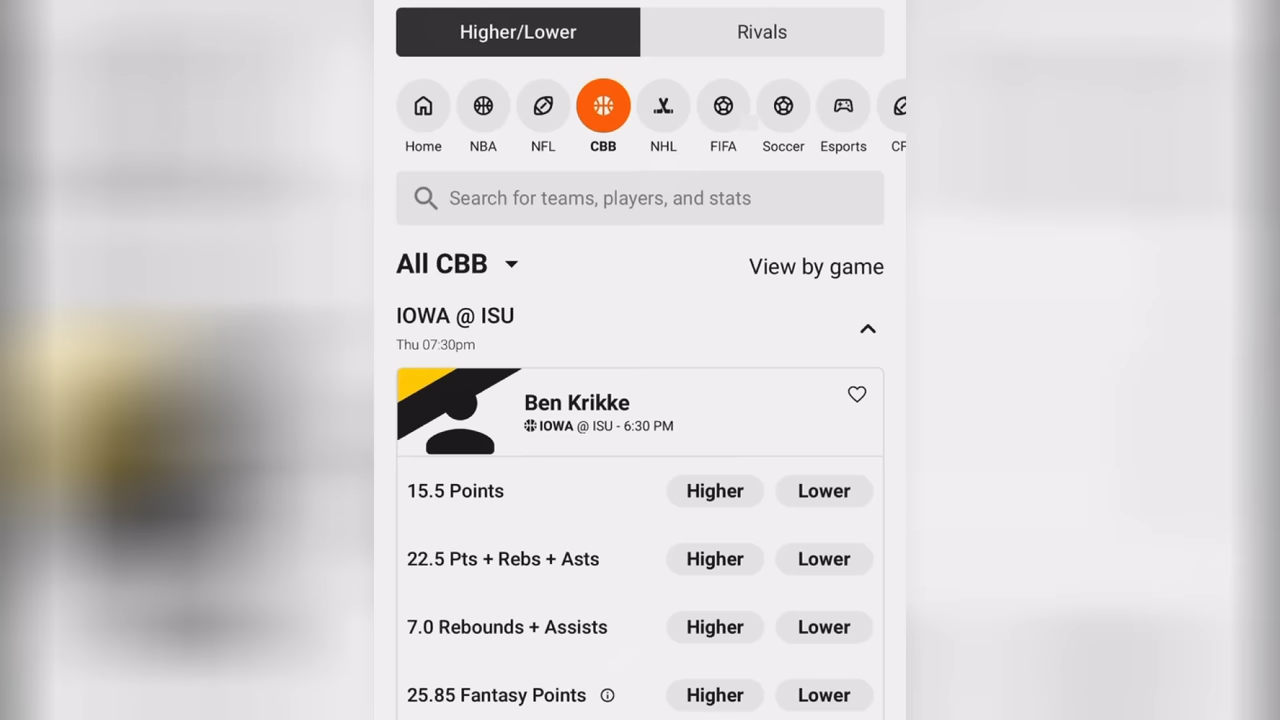 Higher/Lower Rivals
Home NBA NFL CBB NHL FIFA Soccer Esports CF
Search for teams, players, and stats
All CBB View by game
IOWA @ ISU
Thu 07:30pm
Ben Krikke
IOWA @ ISU - 6:30 PM
15.5 Points Higher Lower
22.5 Pts + Rebs + Asts Higher Lower
7.0 Rebounds + Assists Higher Lower
25.85 Fantasy Points Higher Lower